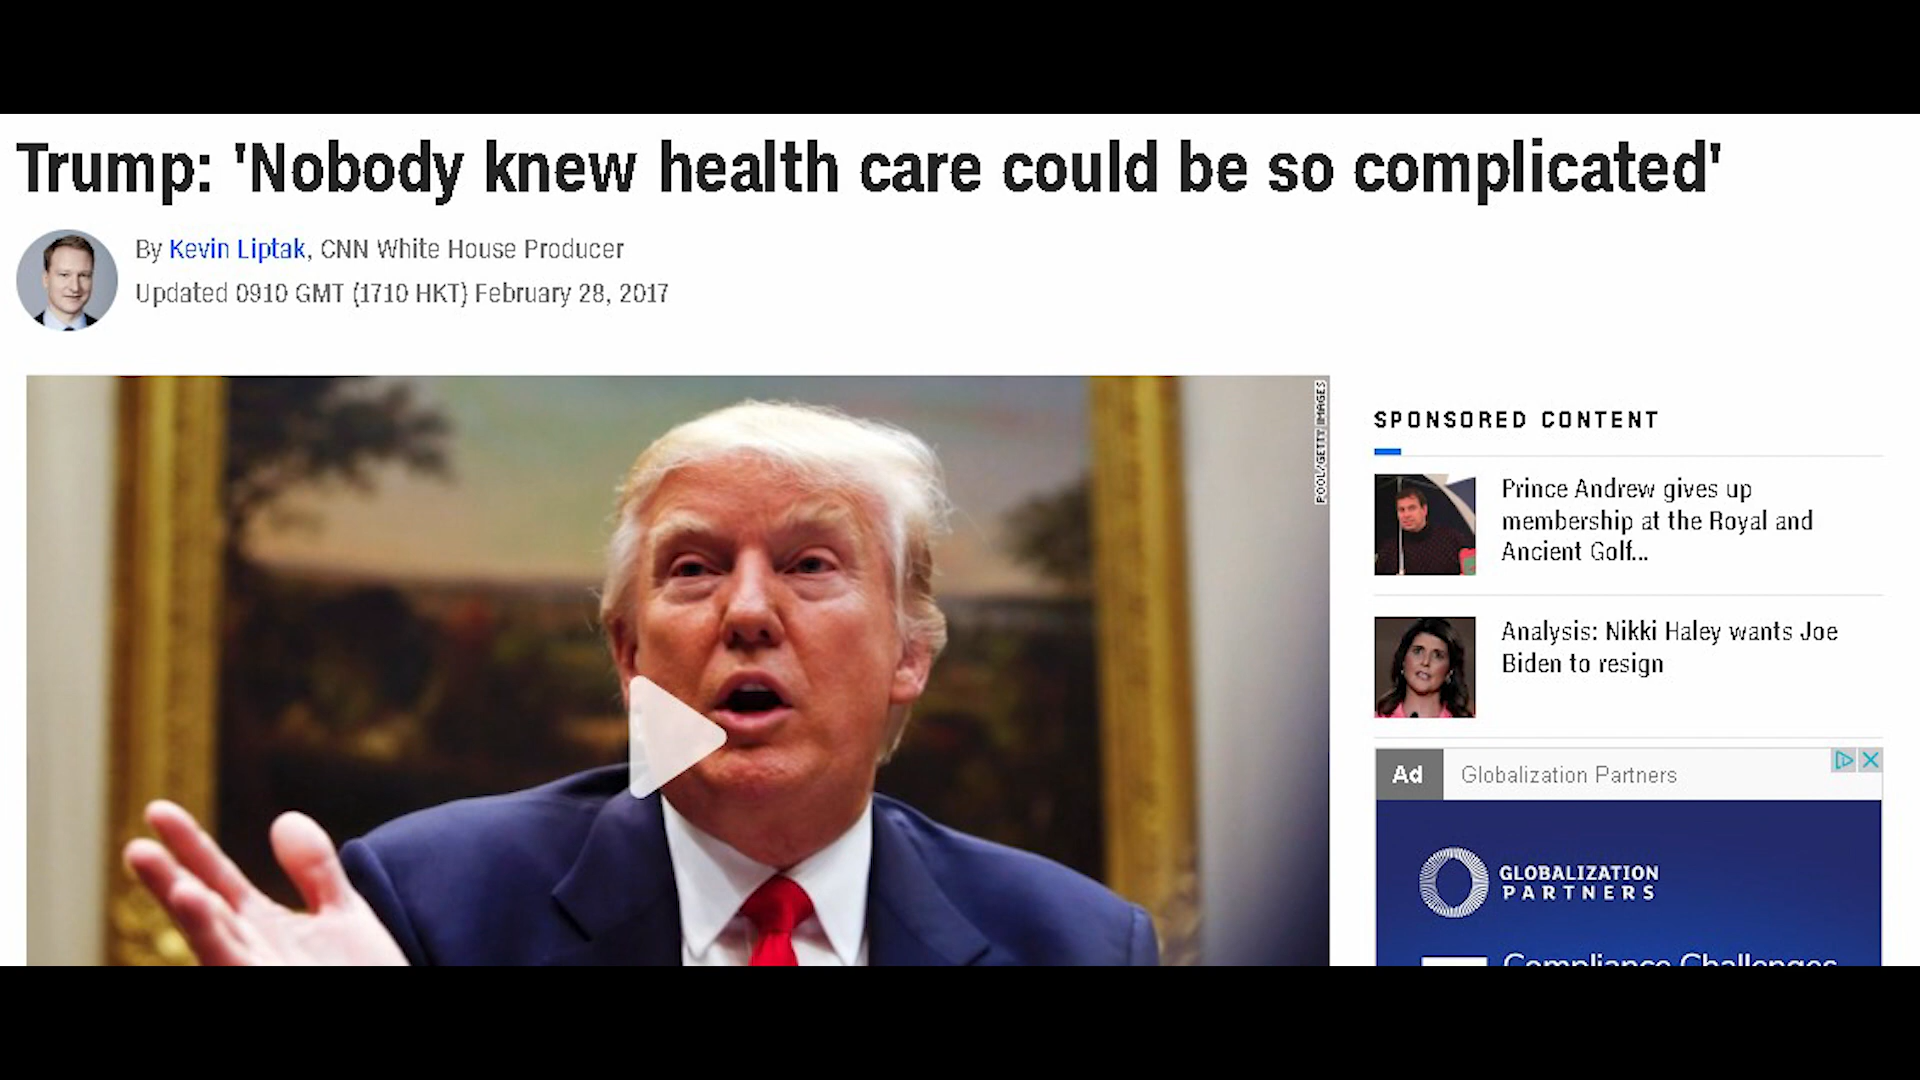 Trump: 'Nobody knew health care could be so complicated'
By Kevin Liptak, CNN White House Producer
Updated 0910 GMT (1710 HKT) February 28, 2017
POOL/GETTY IMAGES
SPONSORED CONTENT
Prince Andrew gives up
membership at the Royal and
Ancient Golf...
Analysis: Nikki Haley wants Joe
Biden to resign
Ad
Globalization Partners
GLOBALIZATION
PARTNERS
Compliance Challenges